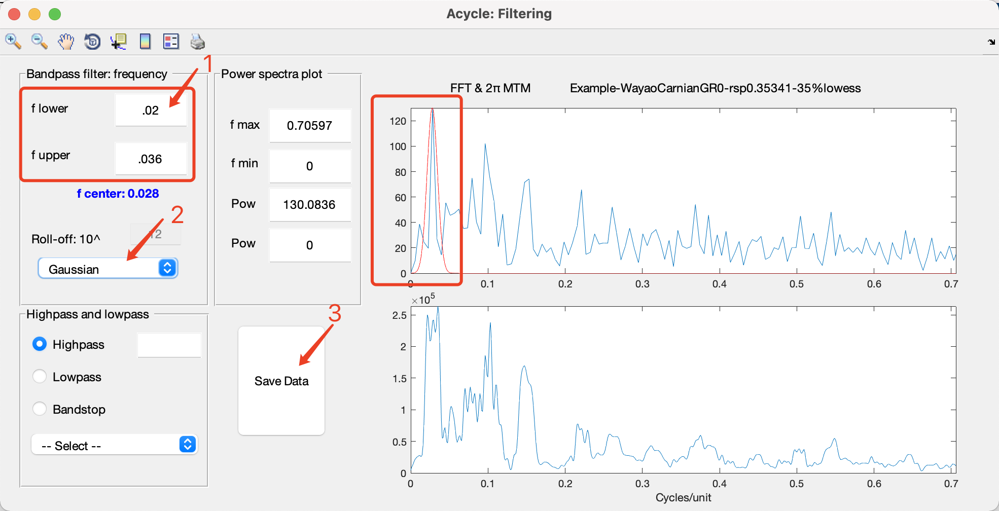 Acycle: Filtering
1
Bandpass filter: frequency
f lower
.02
f upper
.036
f center: 0.028
2
Roll-off: 10^
12
Gaussian
Power spectra plot
f max
0.70597
f min
0
Pow
130.0836
Pow
0
Highpass and lowpass
Highpass
Lowpass
Bandstop
-- Select --
3
Save Data
FFT & 2π MTM
Example-WayaoCarnianGR0-rsp0.35341-35%lowess
120
100
80
60
40
20
0
0 0.1 0.2 0.3 0.4 0.5 0.6 0.7
×10⁵
2.5
2
1.5
1
0.5
0
0 0.1 0.2 0.3 0.4 0.5 0.6 0.7
Cycles/unit